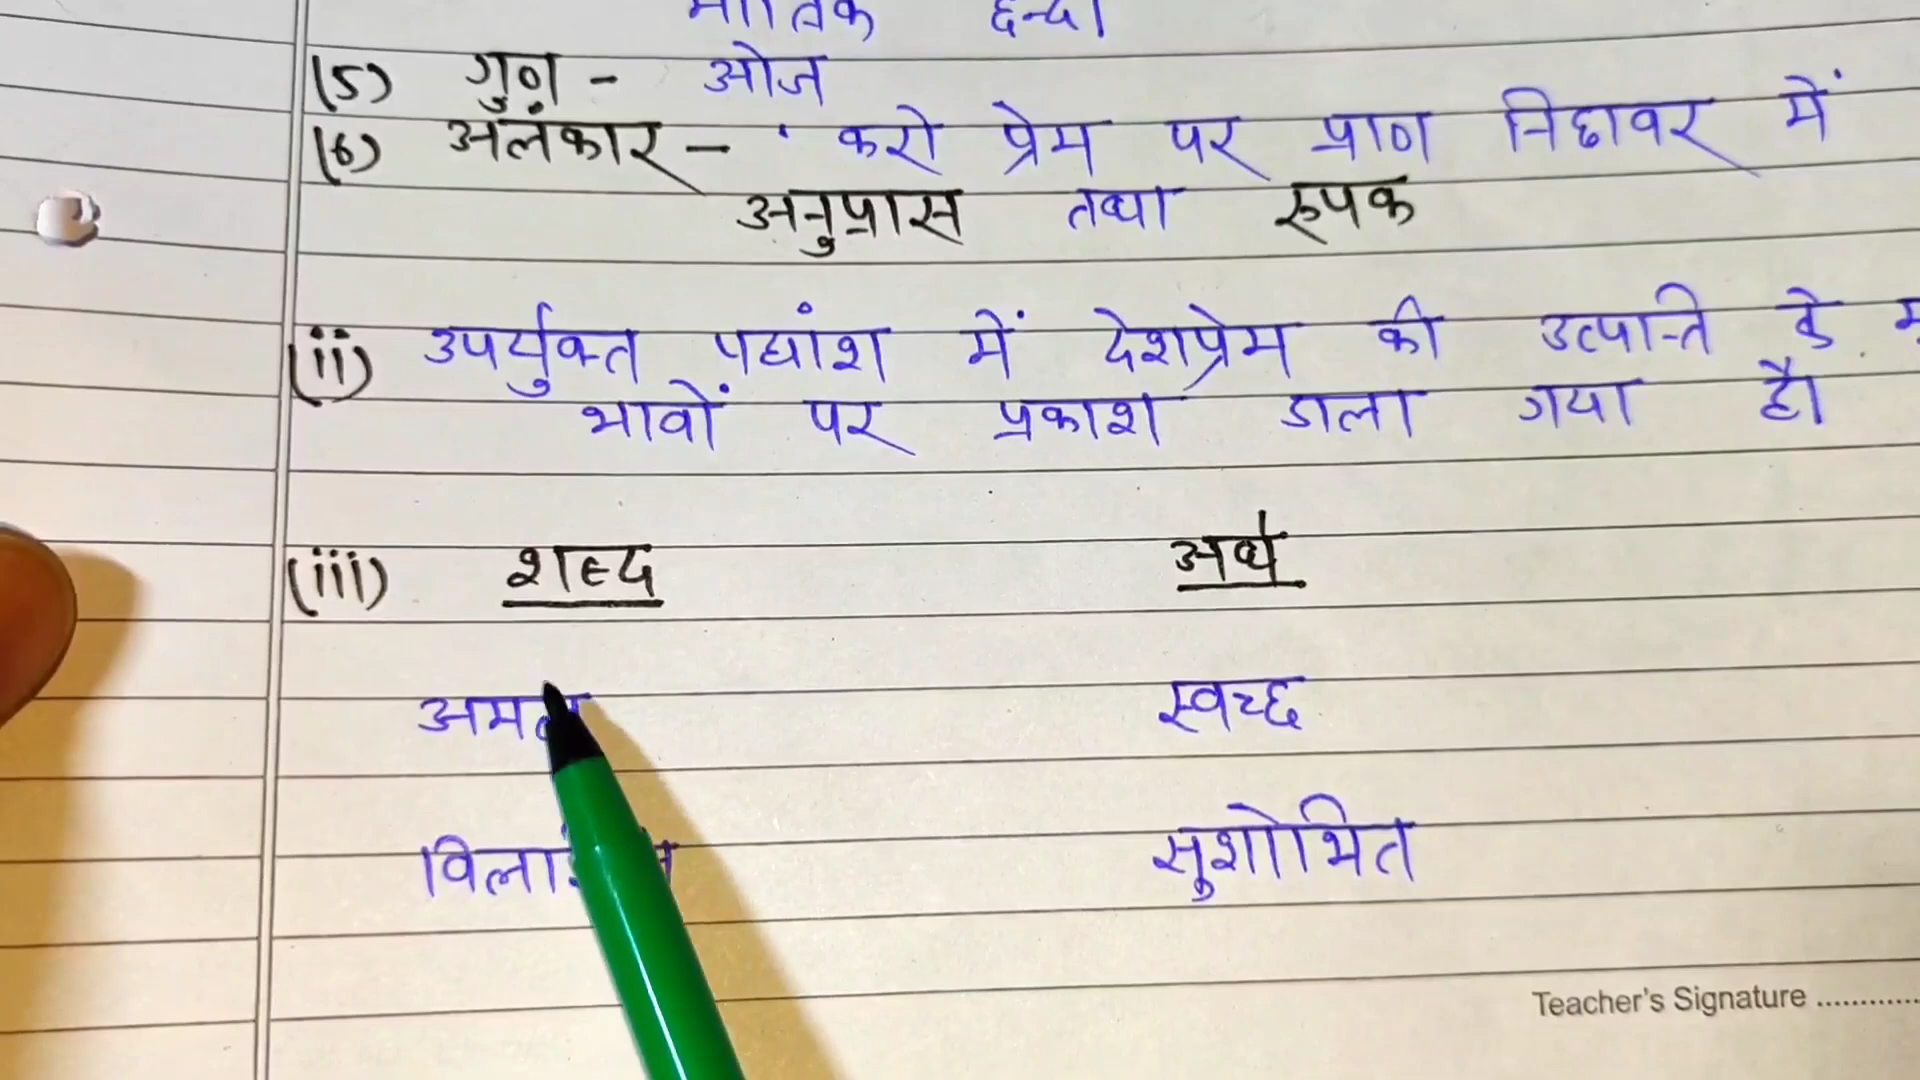 मात्रिक छन्द।
(5) गुण - ओज
(6) अलंकार - ' करो प्रेम पर प्राण निछावर में
अनुप्रास तथा रूपक
(ii) उपर्युक्त पद्यांश में देशप्रेम की उत्पत्ति के
भावों पर प्रकाश डाला गया है।
(iii) शब्द अर्थ
स्वच्छ
सुशोभित
Teacher's Signature ............